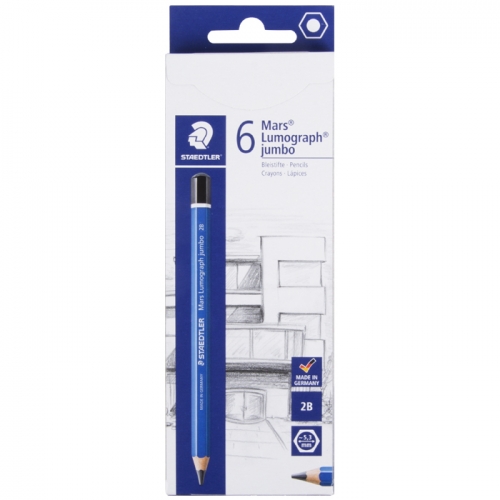 STAEDTLER
6 Mars®
Lumograph®
jumbo
Bleistifte · Pencils
Crayons · Lápices
STAEDTLER Mars Lumograph jumbo 2B
MADE IN GERMANY
MADE IN
GERMANY
2B
~5,3
mm